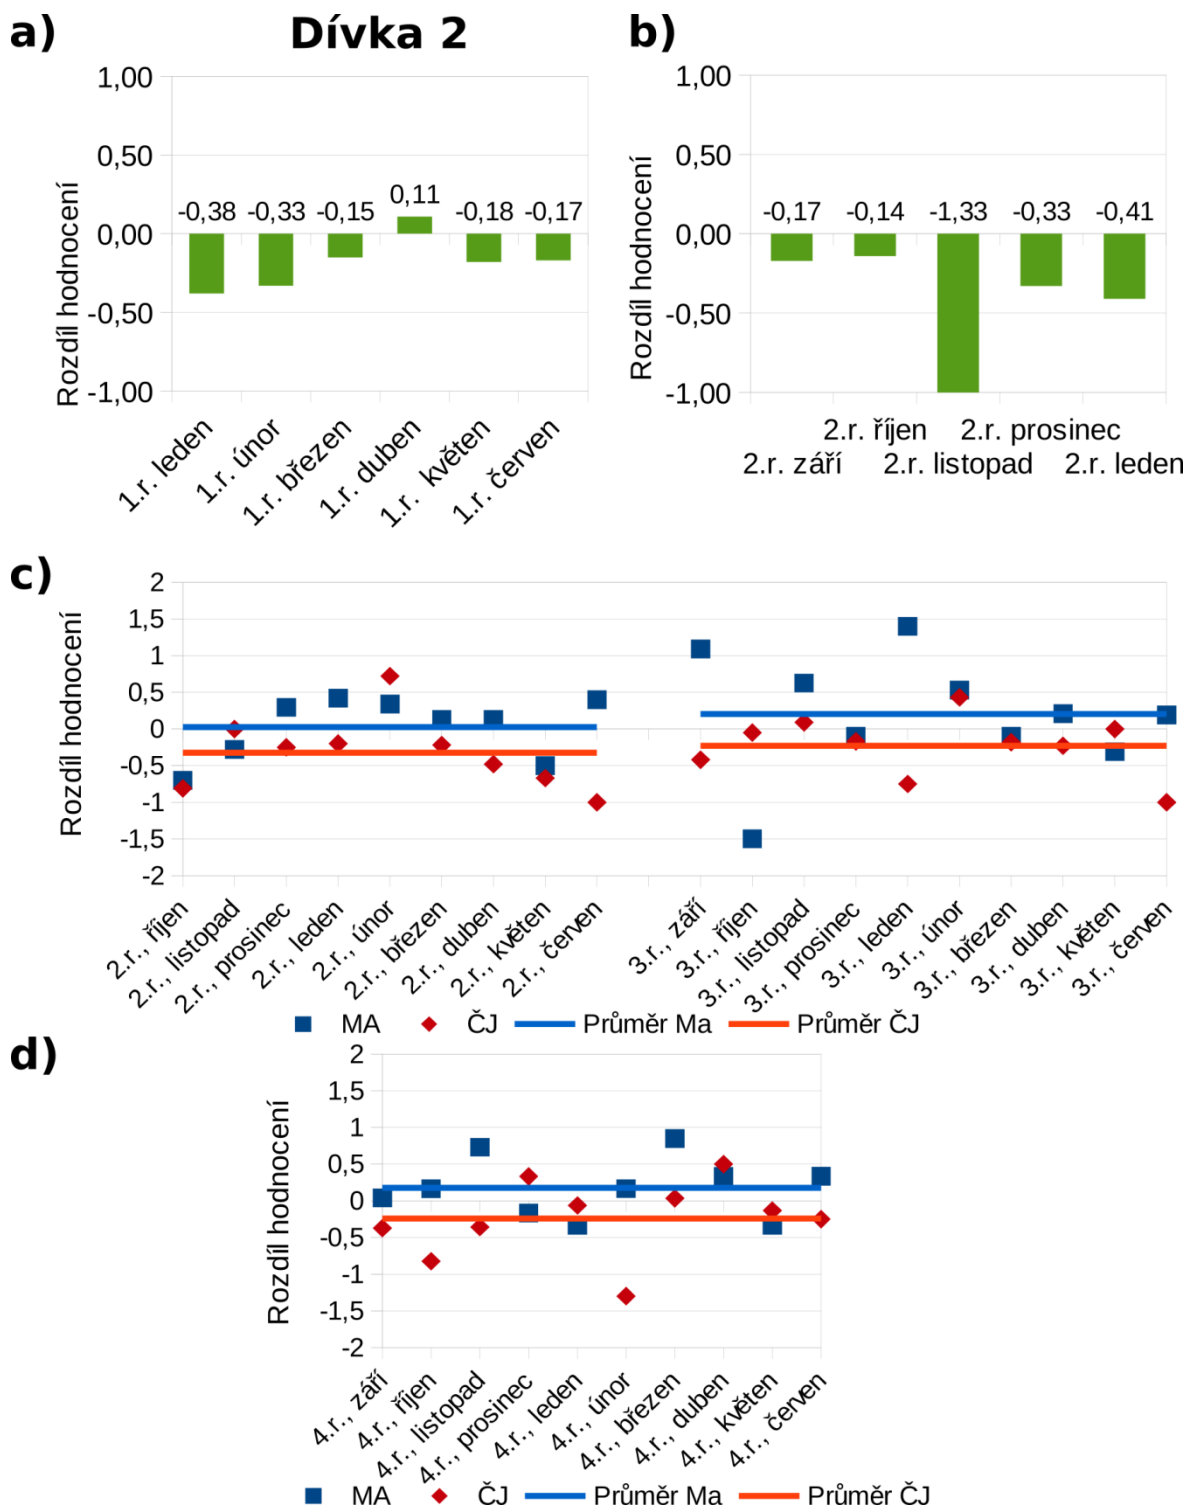 a)
Dívka 2
b)
1,00
0,50
0,00
-0,50
-1,00
Rozdíl hodnocení
-0,38
-0,33
-0,15
0,11
-0,18
-0,17
1.r. leden
1.r. únor
1.r. březen
1.r. duben
1.r. květen
1.r. červen
1,00
0,50
0,00
-0,50
-1,00
Rozdíl hodnocení
-0,17
-0,14
-1,33
-0,33
-0,41
2.r. říjen
2.r. prosinec
2.r. září
2.r. listopad
2.r. leden
c)
2
1,5
1
0,5
0
-0,5
-1
-1,5
-2
Rozdíl hodnocení
2.r., říjen
2.r., listopad
2.r., prosinec
2.r., leden
2.r., únor
2.r., březen
2.r., duben
2.r., květen
2.r., červen
3.r., září
3.r., říjen
3.r., listopad
3.r., prosinec
3.r., leden
3.r., únor
3.r., březen
3.r., duben
3.r., květen
3.r., červen
MA ČJ Průměr Ma Průměr ČJ
d)
2
1,5
1
0,5
0
-0,5
-1
-1,5
-2
Rozdíl hodnocení
4.r., září
4.r., říjen
4.r., listopad
4.r., prosinec
4.r., leden
4.r., únor
4.r., březen
4.r., duben
4.r., květen
4.r., červen
MA ČJ Průměr Ma Průměr ČJ